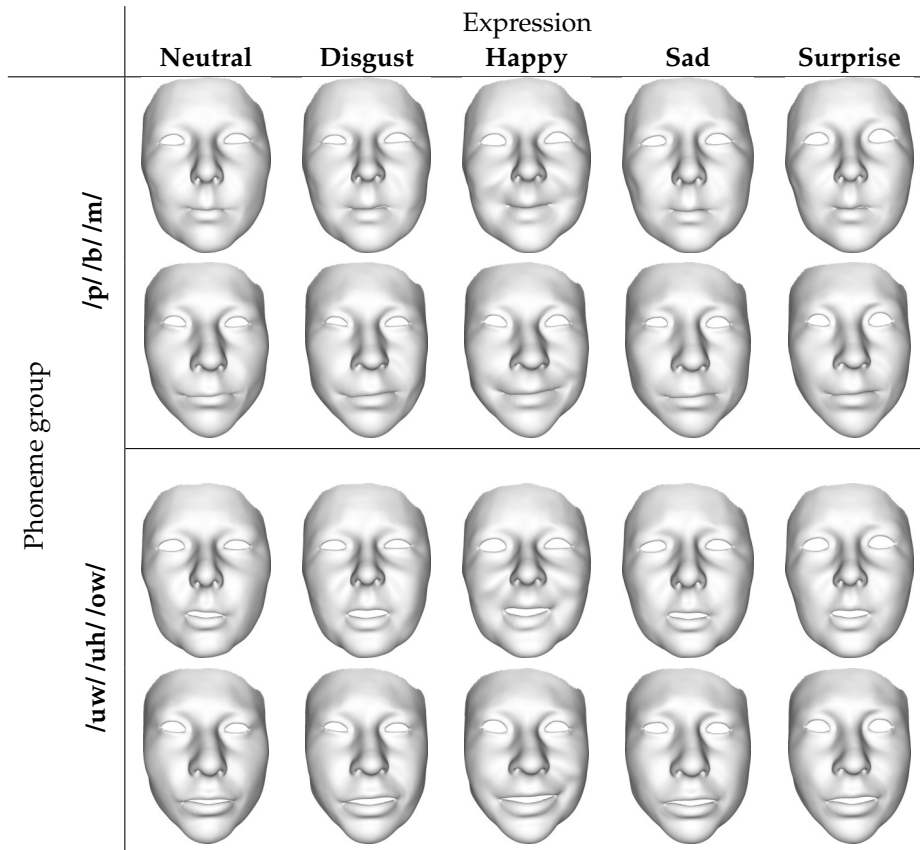 Expression
Neutral Disgust Happy Sad Surprise
Phoneme group
/p/ /b/ /m/
/uw/ /uh/ /ow/